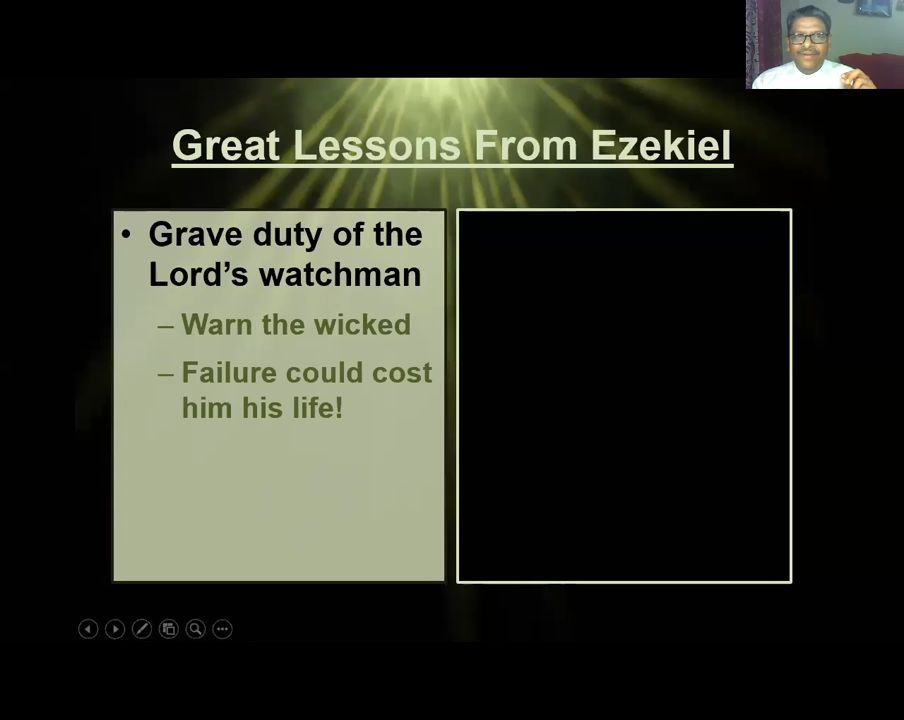 Great Lessons From Ezekiel
• Grave duty of the
Lord's watchman
– Warn the wicked
– Failure could cost
him his life!